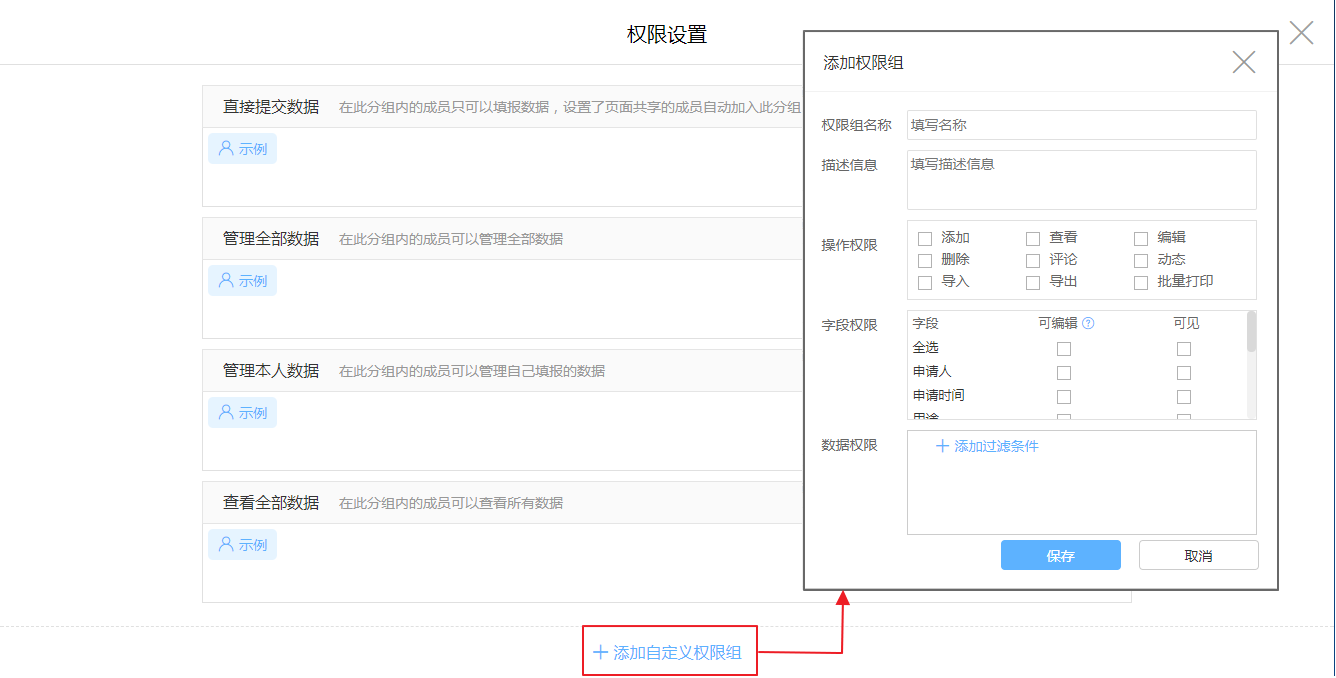 权限设置
直接提交数据 在此分组内的成员只可以填报数据，设置了页面共享的成员自动加入此分组
示例
管理全部数据 在此分组内的成员可以管理全部数据
示例
管理本人数据 在此分组内的成员可以管理自己填报的数据
示例
查看全部数据 在此分组内的成员可以查看所有数据
示例
添加自定义权限组
添加权限组
权限组名称 填写名称
描述信息 填写描述信息
操作权限
添加 查看 编辑
删除 评论 动态
导入 导出 批量打印
字段权限
字段 可编辑 ? 可见
全选
申请人
申请时间
用途
数据权限
添加过滤条件
保存 取消